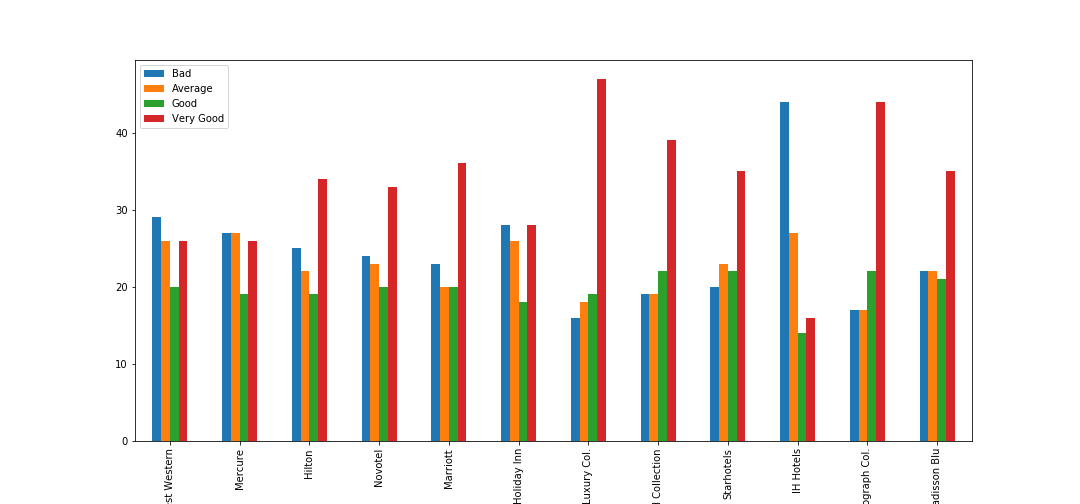 Bad
Average
Good
Very Good
40
30
20
10
0
st Western
Mercure
Hilton
Novotel
Marriott
Holiday Inn
Luxury Col.
Collection
Starhotels
IH Hotels
ograph Col.
adisson Blu